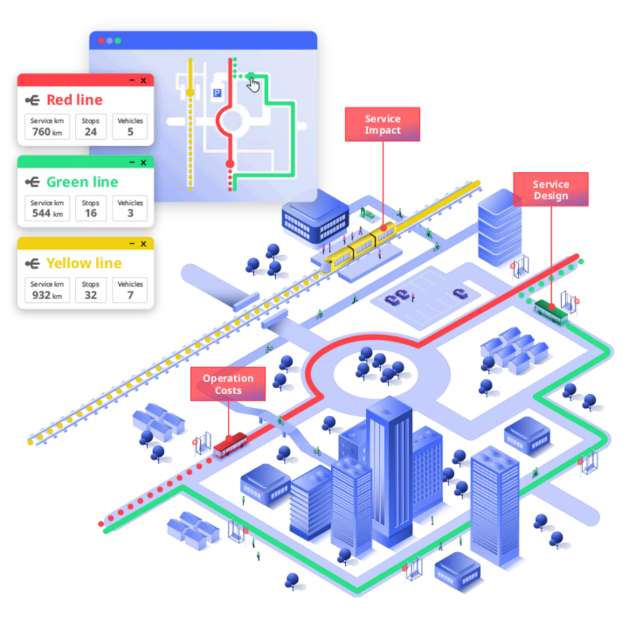 – x
Red line
Service km
760 km
Stops
24
Vehicles
5
– x
Green line
Service km
544 km
Stops
16
Vehicles
3
– x
Yellow line
Service km
932 km
Stops
32
Vehicles
7
P
Service
Impact
Service
Design
Operation
Costs